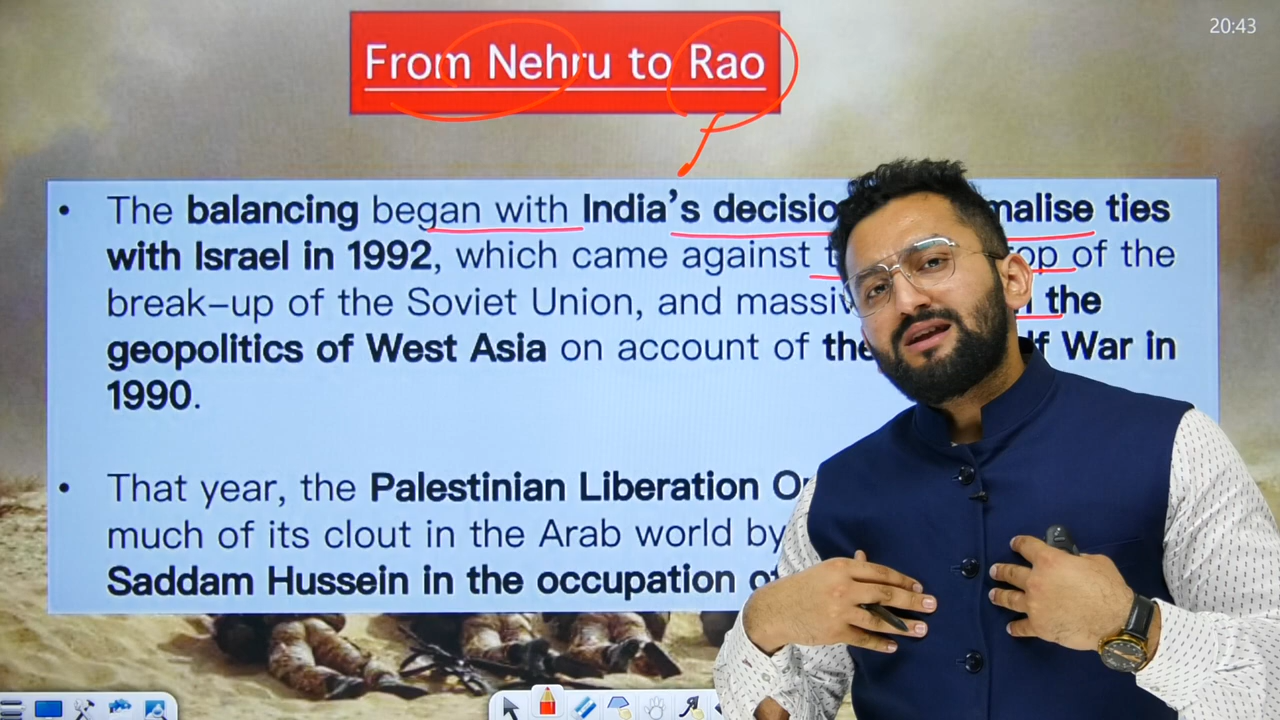 20:43
From Nehru to Rao
• The balancing began with India’s decisio malise ties
with Israel in 1992, which came against of the
break–up of the Soviet Union, and massiv the
geopolitics of West Asia on account of the War in
1990.
• That year, the Palestinian Liberation
much of its clout in the Arab world by
Saddam Hussein in the occupation